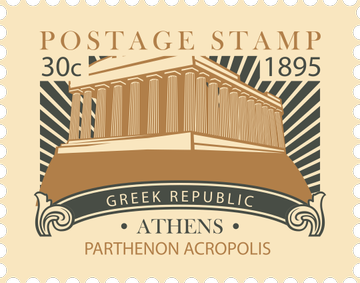 POSTAGE STAMP
30c 1895
GREEK REPUBLIC
• ATHENS •
PARTHENON ACROPOLIS